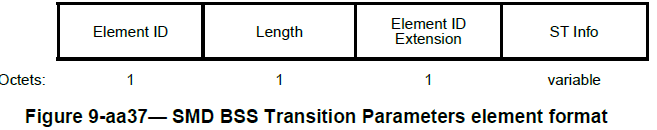 Element ID
Length
Element ID
Extension
ST Info
Octets:
1
1
1
variable
Figure 9-aa37— SMD BSS Transition Parameters element format